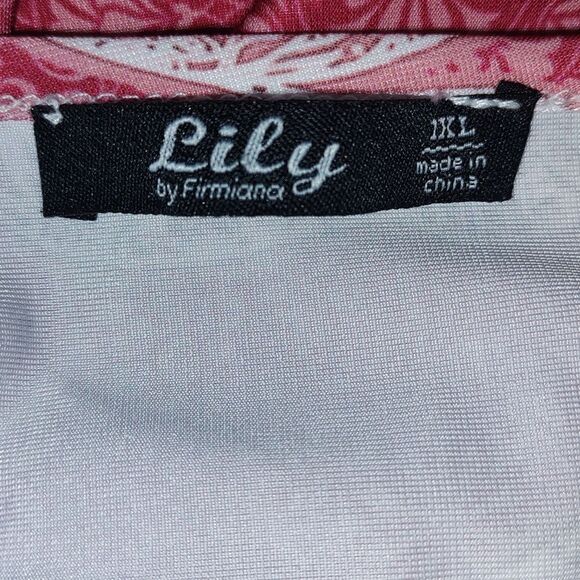 Lily
by Firmiana
1XL
made in
china